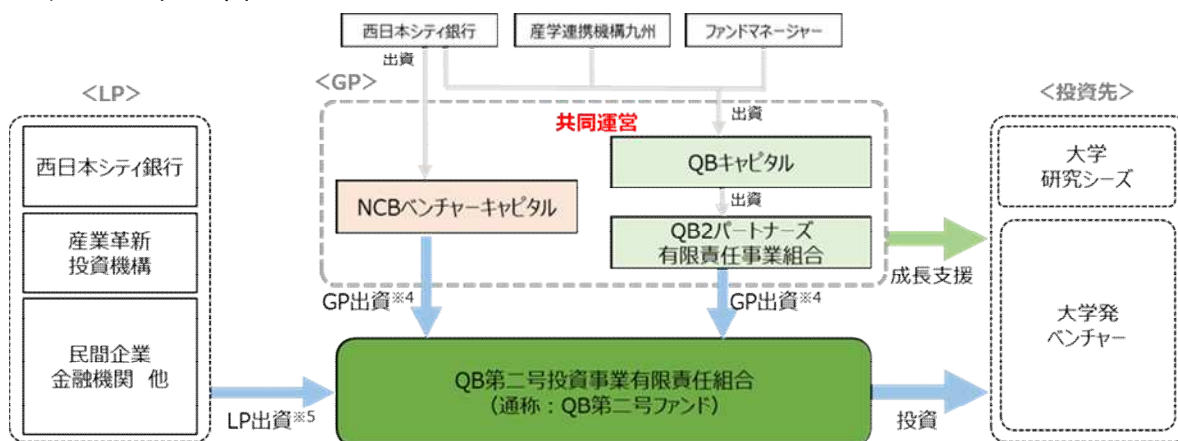 西日本シティ銀行
産学連携機構九州
ファンドマネージャー
出資
<GP>
<LP>
<投資先>
共同運営
出資
西日本シティ銀行
QBキャピタル
大学
研究シーズ
NCBベンチャーキャピタル
出資
産業革新
投資機構
QB2パートナーズ
有限責任事業組合
成長支援
GP出資※4
GP出資※4
大学発
ベンチャー
民間企業
金融機関 他
QB第二号投資事業有限責任組合
(通称:QB第二号ファンド)
LP出資※5
投資